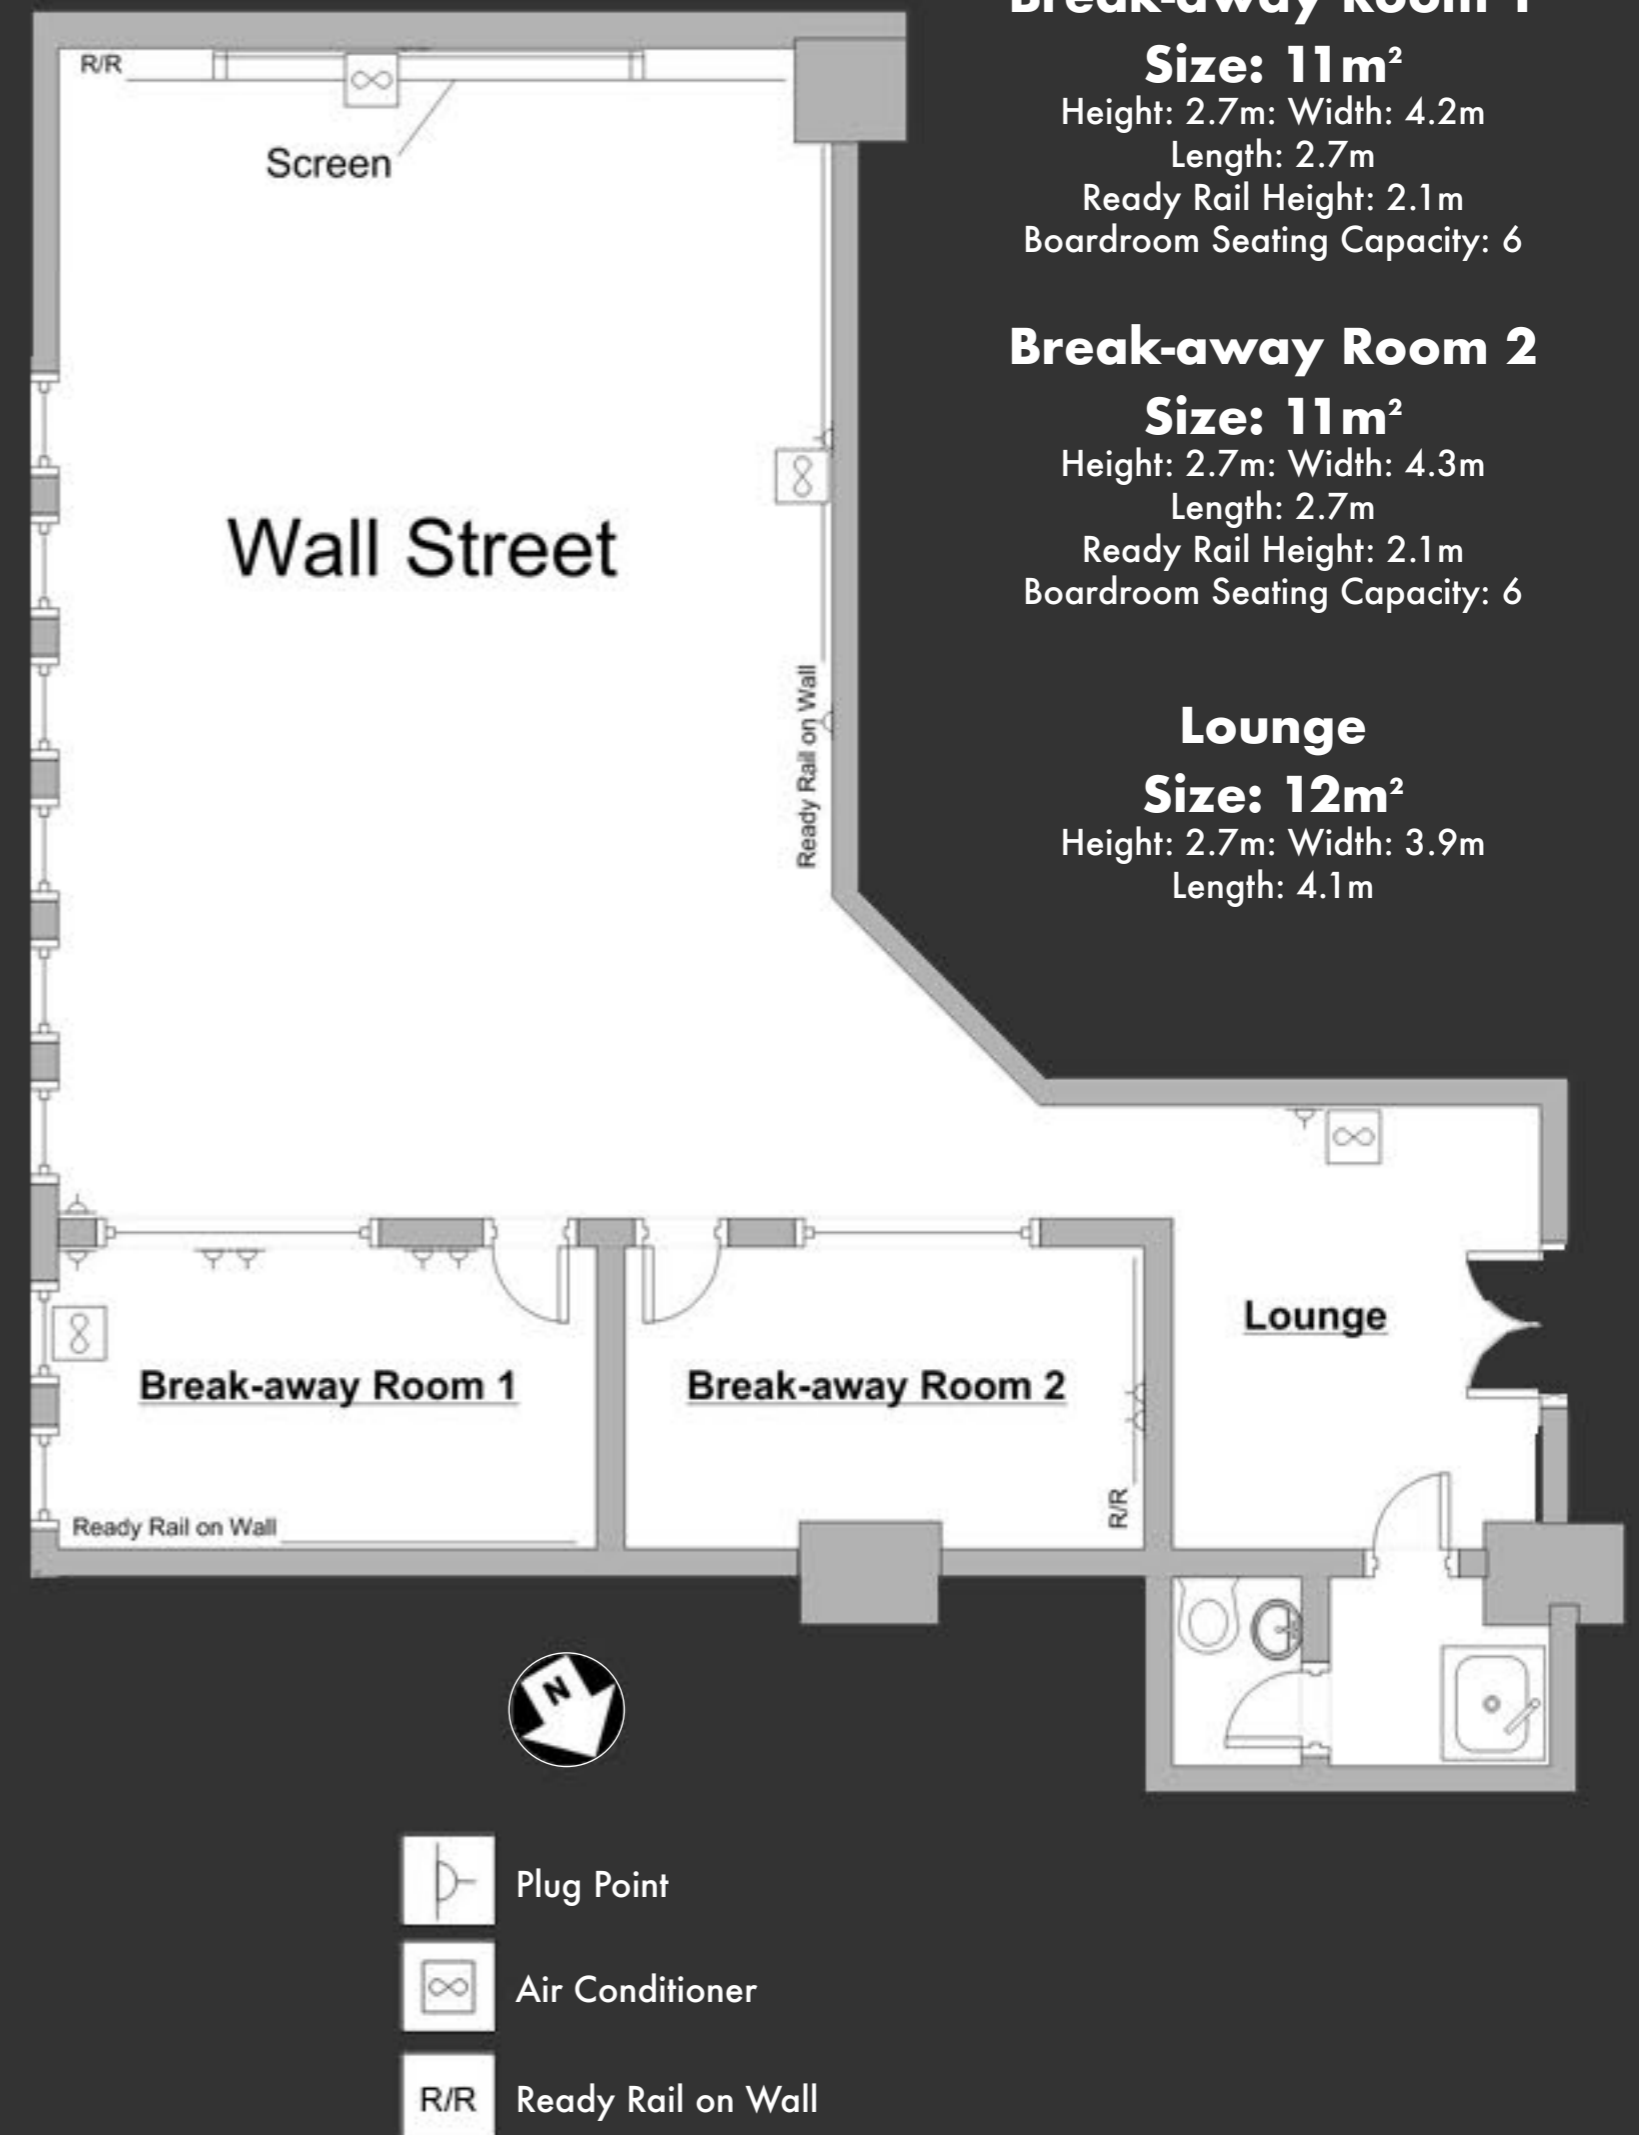 Break-away Room 1
Size: 11m²
Height: 2.7m: Width: 4.2m
Length: 2.7m
Ready Rail Height: 2.1m
Boardroom Seating Capacity: 6
Break-away Room 2
Size: 11m²
Height: 2.7m: Width: 4.3m
Length: 2.7m
Ready Rail Height: 2.1m
Boardroom Seating Capacity: 6
Lounge
Size: 12m²
Height: 2.7m: Width: 3.9m
Length: 4.1m
R/R
Screen
Wall Street
Ready Rail on Wall
Lounge
Break-away Room 1
Break-away Room 2
Ready Rail on Wall
R/R
N
Plug Point
Air Conditioner
R/R
Ready Rail on Wall